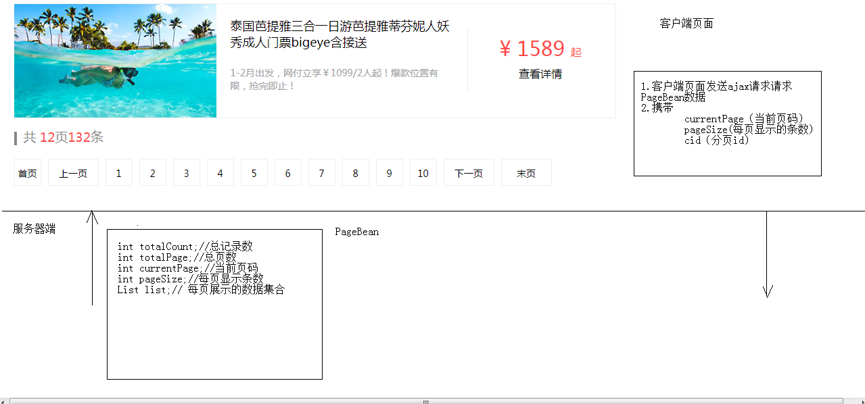 泰国芭提雅三合一日游芭提雅蒂芬妮人妖
秀成人门票bigeye含接送
1-2月出发，网付立享￥1099/2人起！爆款位置有
限，抢完即止！
￥1589 起
查看详情
共 12页132条
首页 上一页 1 2 3 4 5 6 7 8 9 10 下一页 末页
客户端页面
1.客户端页面发送ajax请求请求
PageBean数据
2.携带
currentPage（当前页码）
pageSize(每页显示的条数)
cid（分页id）
服务器端
PageBean
int totalCount;//总记录数
int totalPage;//总页数
int currentPage;//当前页码
int pageSize;//每页显示条数
List list;// 每页展示的数据集合